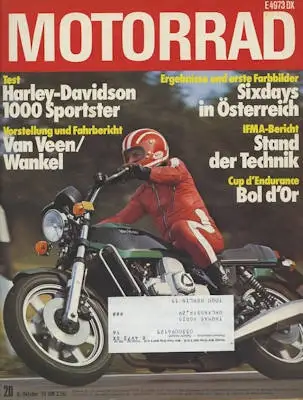 E 4973 DX
MOTORRAD
Test
Harley-Davidson
1000 Sportster
Vorstellung und Fahrbericht
Van Veen/
Wankel
Ergebnisse und erste Farbbilder
Sixdays
in Österreich
IFMA-Bericht
Stand
der Technik
Cup d'Endurance
Bol d'Or
20